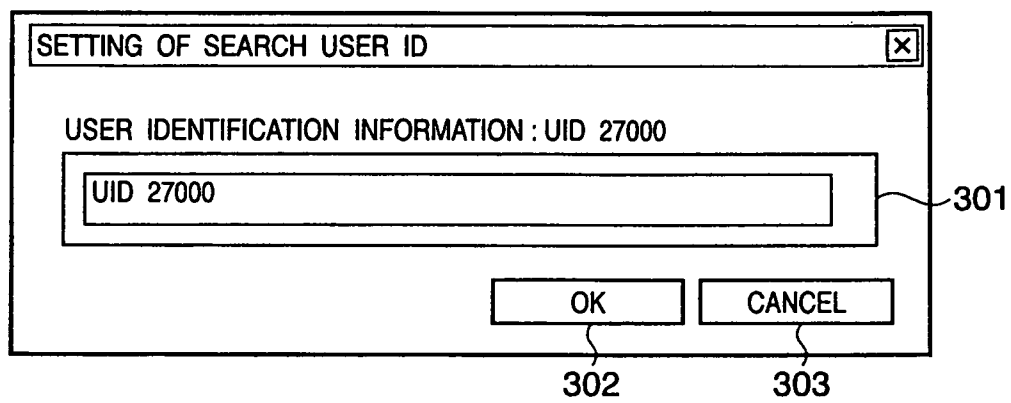 SETTING OF SEARCH USER ID
USER IDENTIFICATION INFORMATION : UID 27000
UID 27000
301
OK CANCEL
302 303